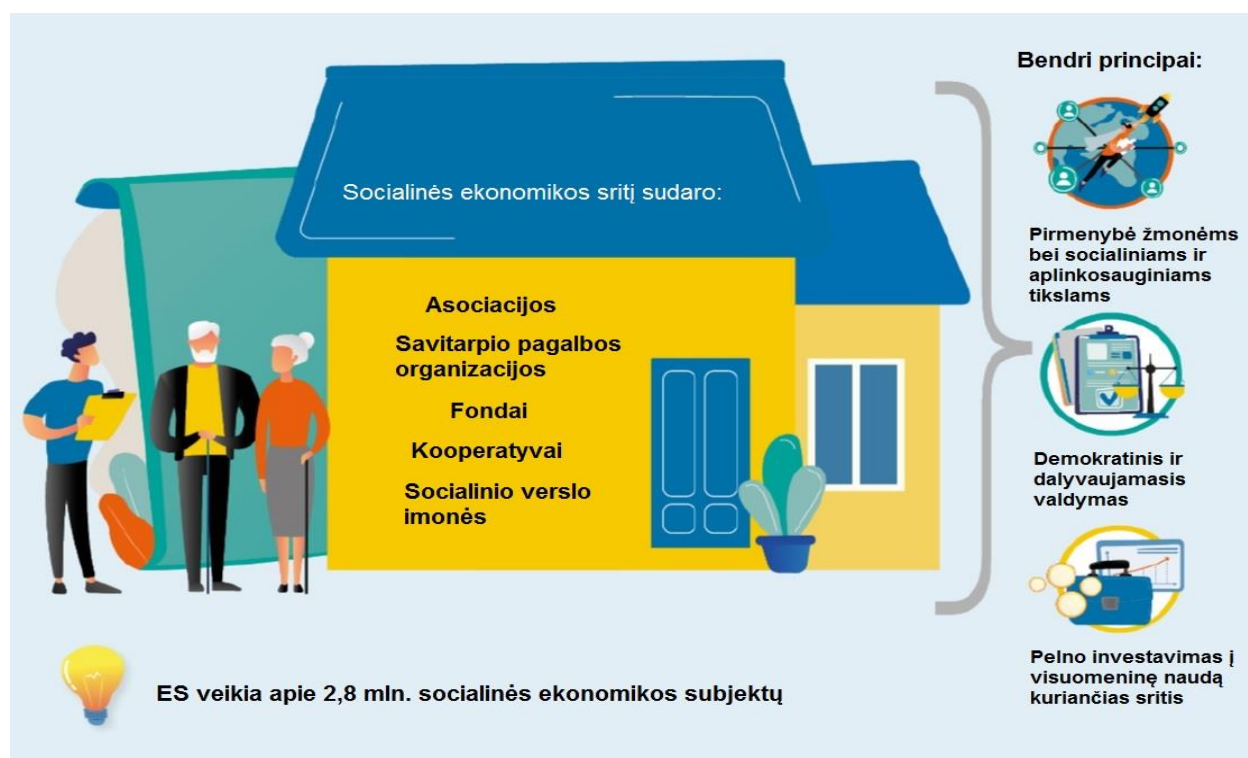 Socialinės ekonomikos sritį sudaro:
Asociacijos
Savitarpio pagalbos
organizacijos
Fondai
Kooperatyvai
Socialinio verslo
imonės
Bendri principai:
Pirmenybė žmonėms
bei socialiniams ir
aplinkosauginiams
tikslams
Demokratinis ir
dalyvaujamasis
valdymas
Pelno investavimas į
visuomeninę naudą
kuriančias sritis
ES veikia apie 2,8 mln. socialinės ekonomikos subjektų